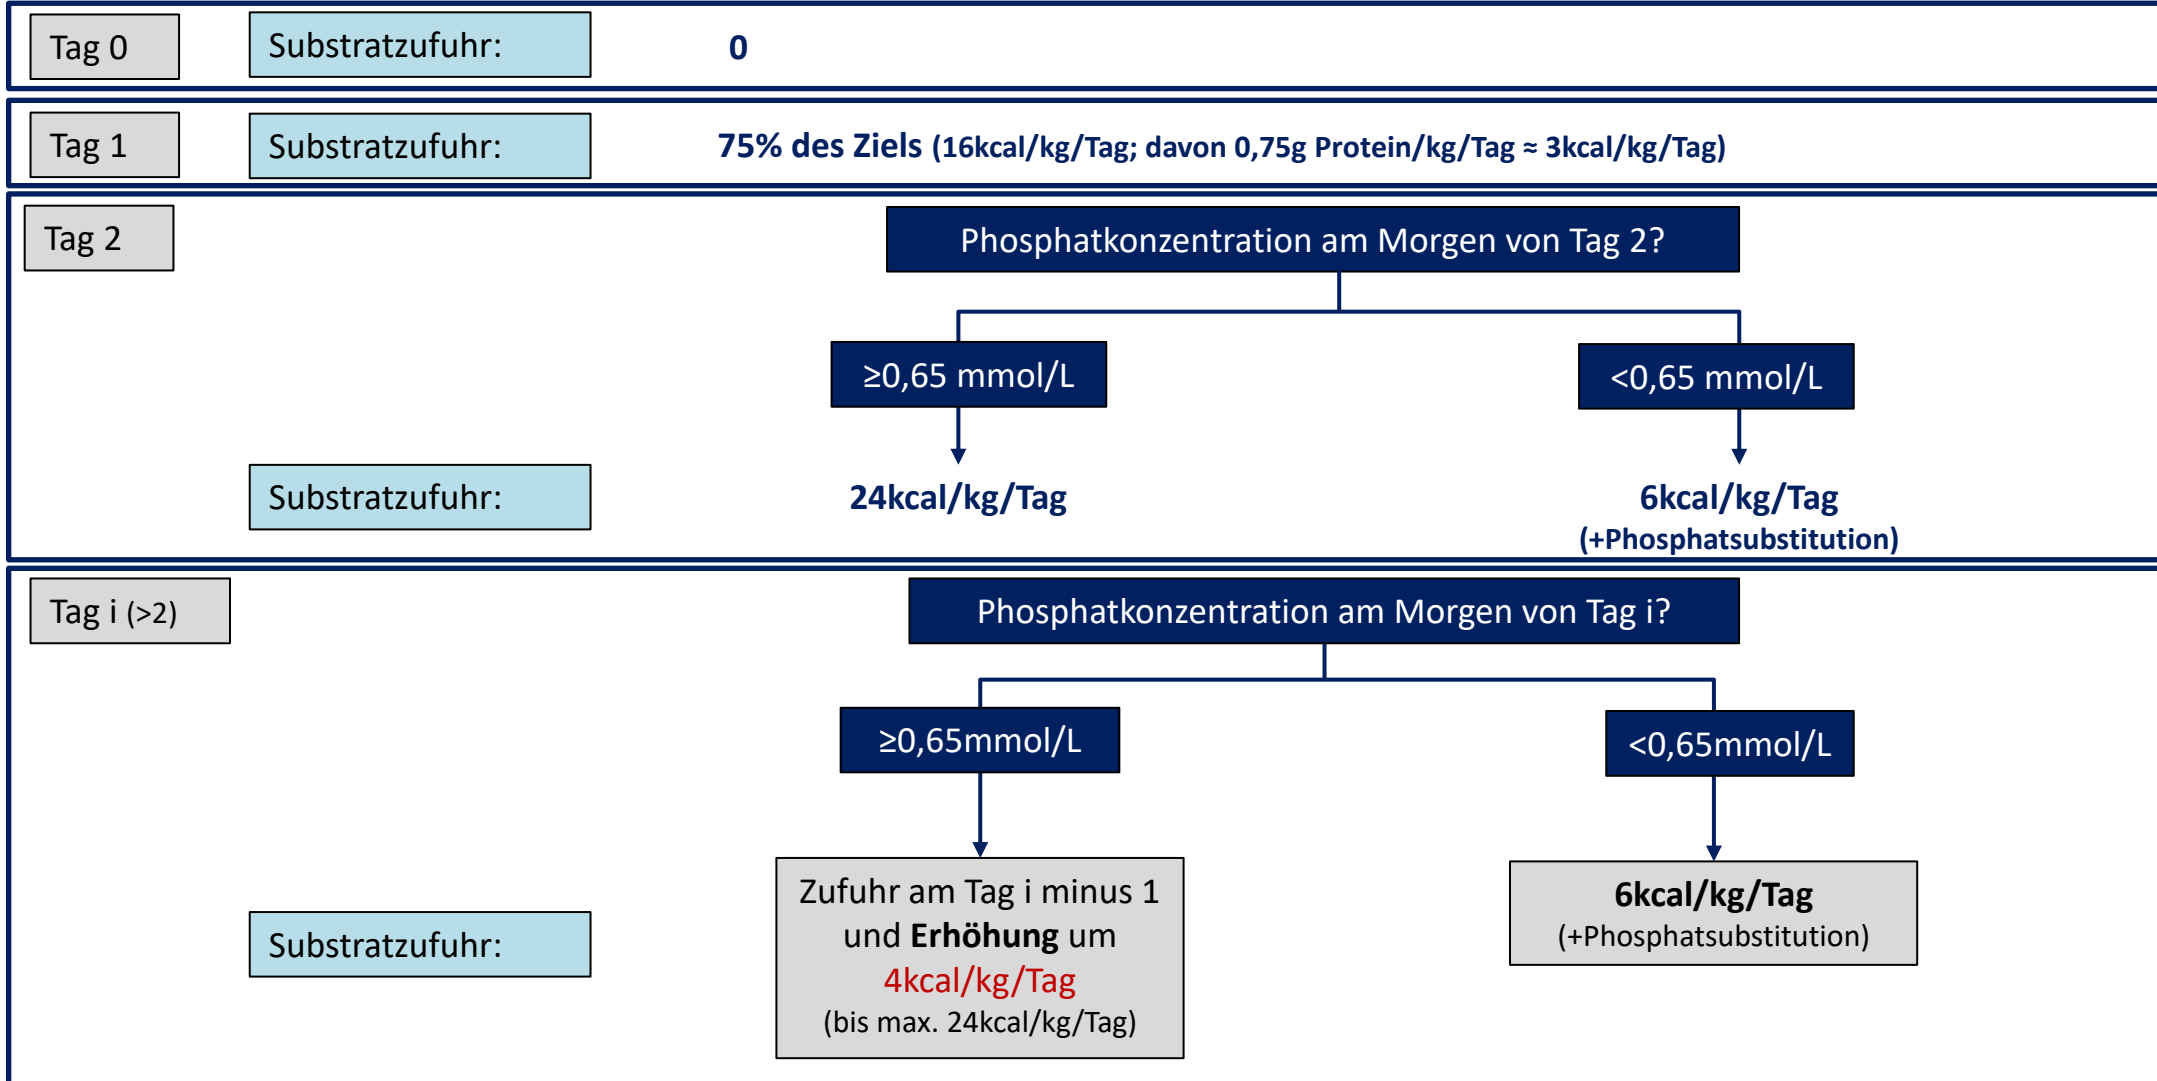 Tag 0
Substratzufuhr:
0
Tag 1
Substratzufuhr:
75% des Ziels (16kcal/kg/Tag; davon 0,75g Protein/kg/Tag ≈ 3kcal/kg/Tag)
Tag 2
Phosphatkonzentration am Morgen von Tag 2?
≥0,65 mmol/L
<0,65 mmol/L
Substratzufuhr:
24kcal/kg/Tag
6kcal/kg/Tag
(+Phosphatsubstitution)
Tag i (>2)
Phosphatkonzentration am Morgen von Tag i?
≥0,65mmol/L
<0,65mmol/L
Substratzufuhr:
Zufuhr am Tag i minus 1
und Erhöhung um
4kcal/kg/Tag
(bis max. 24kcal/kg/Tag)
6kcal/kg/Tag
(+Phosphatsubstitution)